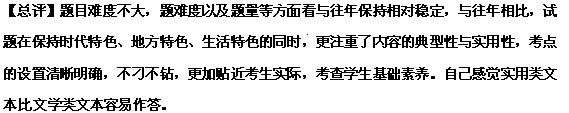 【总评】题目难度不大，题难度以及题量等方面看与往年保持相对稳定，与往年相比，试
题在保持时代特色、地方特色、生活特色的同时，更注重了内容的典型性与实用性，考点
的设置清晰明确，不刁不钻，更加贴近考生实际，考查学生基础素养。自己感觉实用类文
本比文学类文本容易作答。